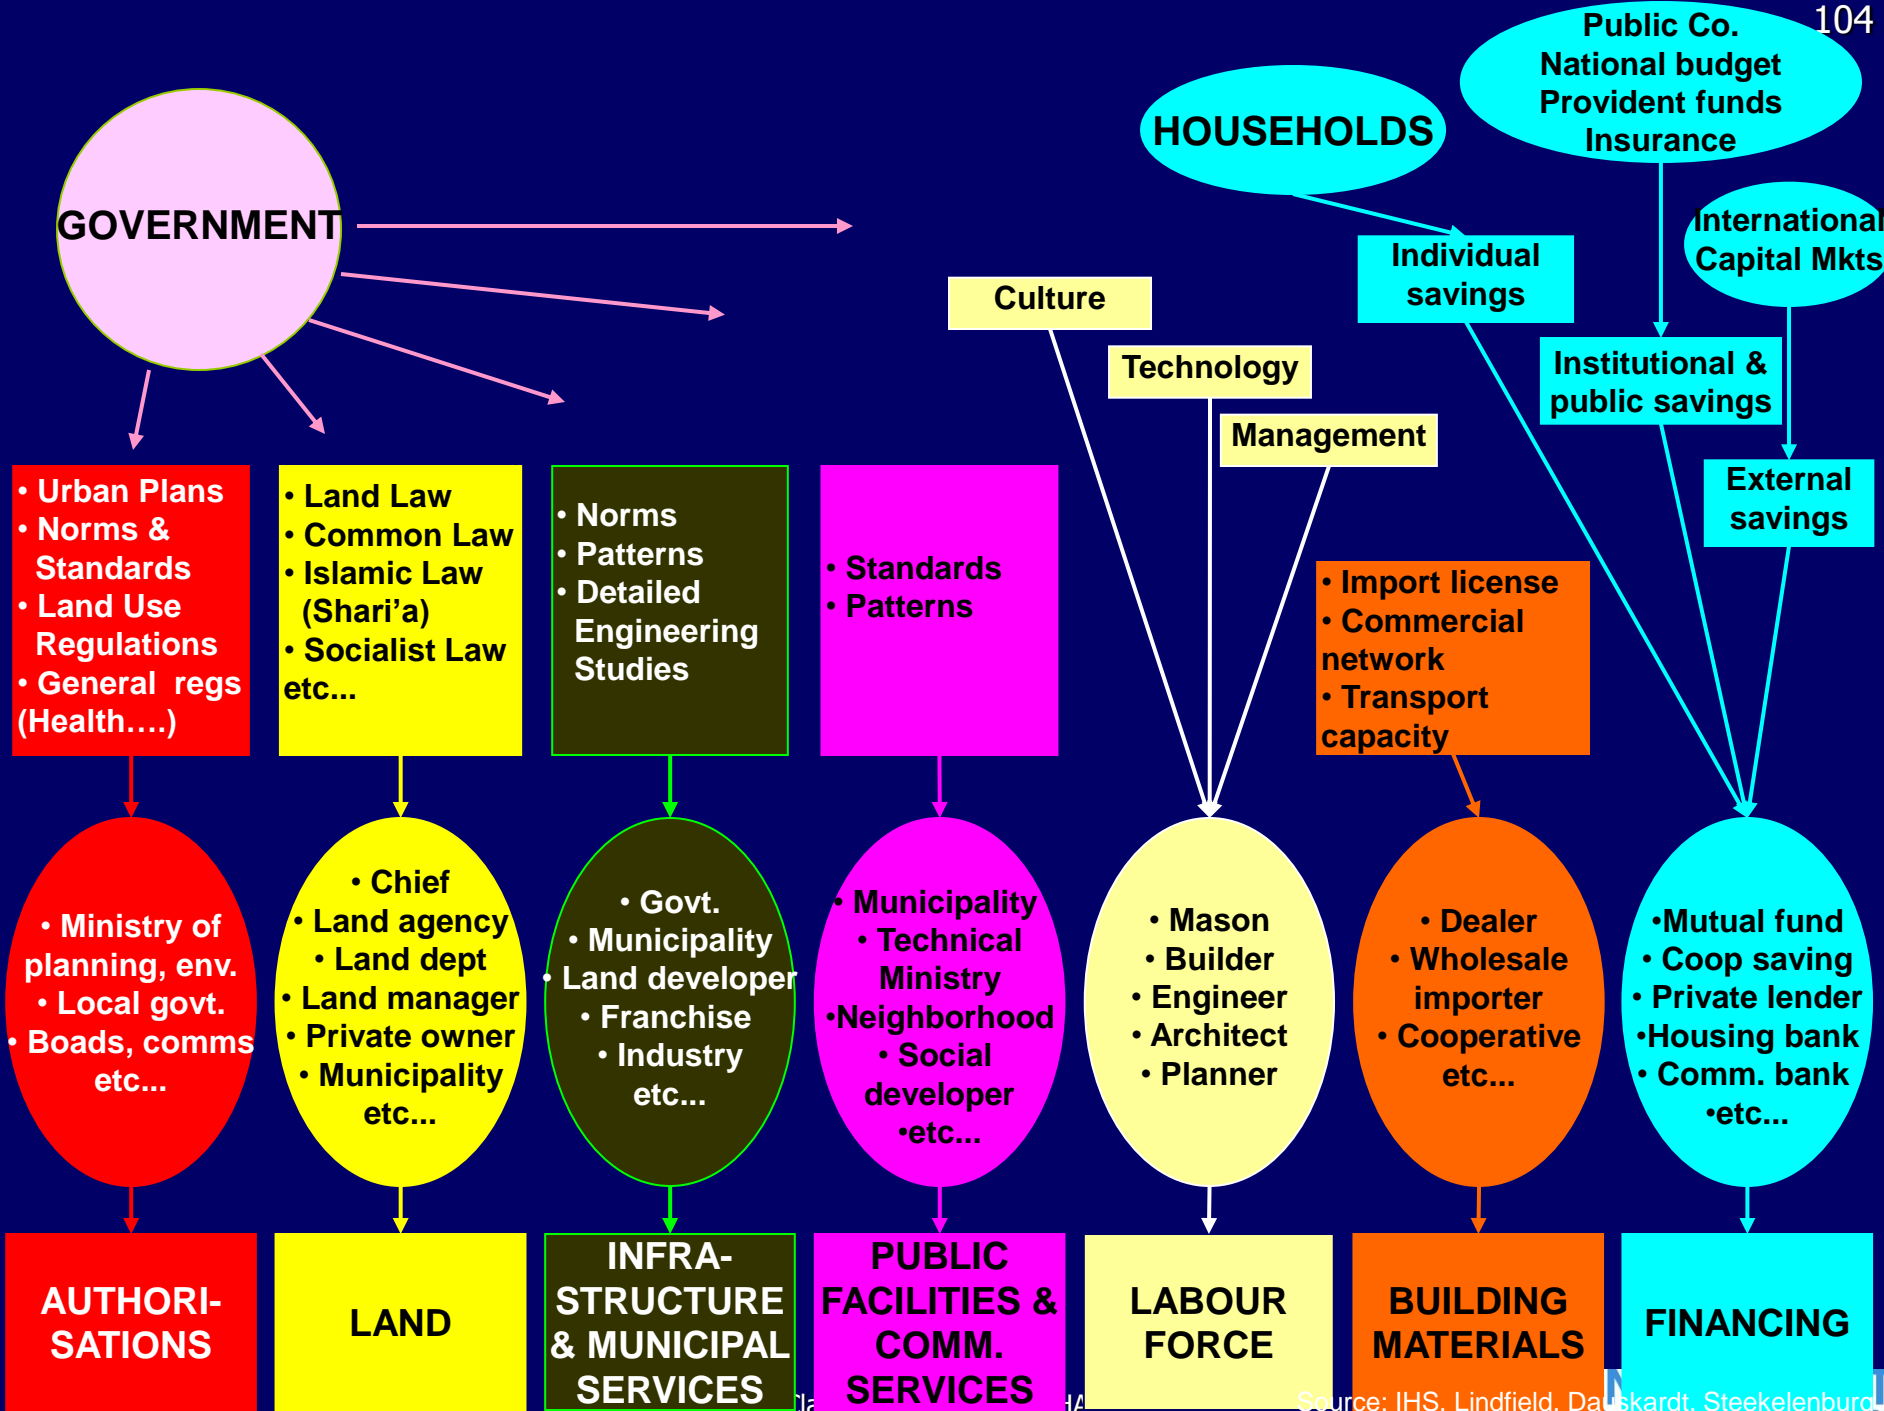 104
Public Co.
National budget
Provident funds
Insurance
HOUSEHOLDS
GOVERNMENT
International
Capital Mkts
Individual
savings
Culture
Technology
Institutional &
public savings
Management
External
savings
• Urban Plans
• Norms &
Standards
• Land Use
Regulations
• General regs
(Health....)
• Land Law
• Common Law
• Islamic Law
(Shari'a)
• Socialist Law
etc...
• Norms
• Patterns
• Detailed
Engineering
Studies
• Standards
• Patterns
• Import license
• Commercial
network
• Transport
capacity
• Ministry of
planning, env.
• Local govt.
• Boads, comms
etc...
• Chief
• Land agency
• Land dept
• Land manager
• Private owner
• Municipality
etc...
• Govt.
• Municipality
• Land developer
• Franchise
• Industry
etc...
• Municipality
• Technical
Ministry
•Neighborhood
• Social
developer
•etc...
• Mason
• Builder
• Engineer
• Architect
• Planner
• Dealer
• Wholesale
importer
• Cooperative
etc...
•Mutual fund
• Coop saving
• Private lender
•Housing bank
• Comm. bank
•etc...
AUTHORI-
SATIONS
LAND
INFRA-
STRUCTURE
& MUNICIPAL
SERVICES
PUBLIC
FACILITIES &
COMM.
SERVICES
LABOUR
FORCE
BUILDING
MATERIALS
FINANCING
Source: IHS, Lindfield, Dauskardt, Steekelenburg